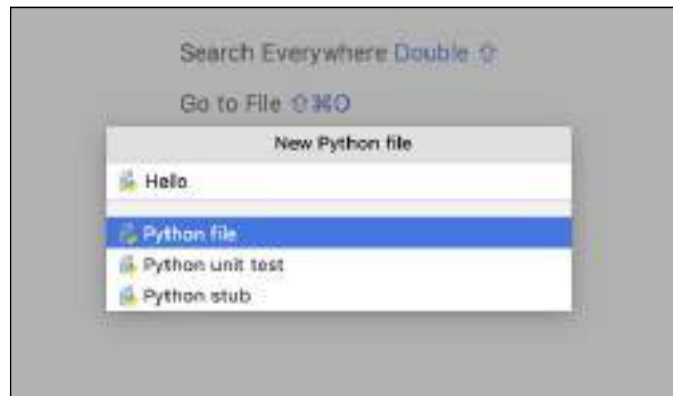 Search Everywhere Double ⇧
Go to File ⇧⌘O
New Python file
Hello
Python file
Python unit test
Python stub